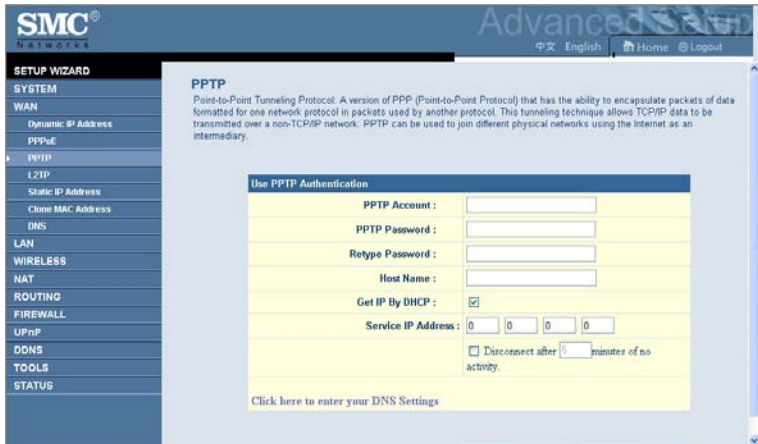 SMC®
Networks
Advanced Setup
中文 English Home Logout
SETUP WIZARD
SYSTEM
WAN
Dynamic IP Address
PPPoE
PPTP
L2TP
Static IP Address
Clone MAC Address
DNS
LAN
WIRELESS
NAT
ROUTING
FIREWALL
UPnP
DDNS
TOOLS
STATUS
PPTP
Point-to-Point Tunneling Protocol. A version of PPP (Point-to-Point Protocol) that has the ability to encapsulate packets of data
formatted for one network protocol in packets used by another protocol. This tunneling technique allows TCP/IP data to be
transmitted over a non-TCP/IP network. PPTP can be used to join different physical networks using the Internet as an
intermediary.
Use PPTP Authentication
PPTP Account :
PPTP Password :
Retype Password :
Host Name :
Get IP By DHCP :
Service IP Address : 0 . 0 . 0 . 0
Disconnect after 5 minutes of no
activity.
Click here to enter your DNS Settings